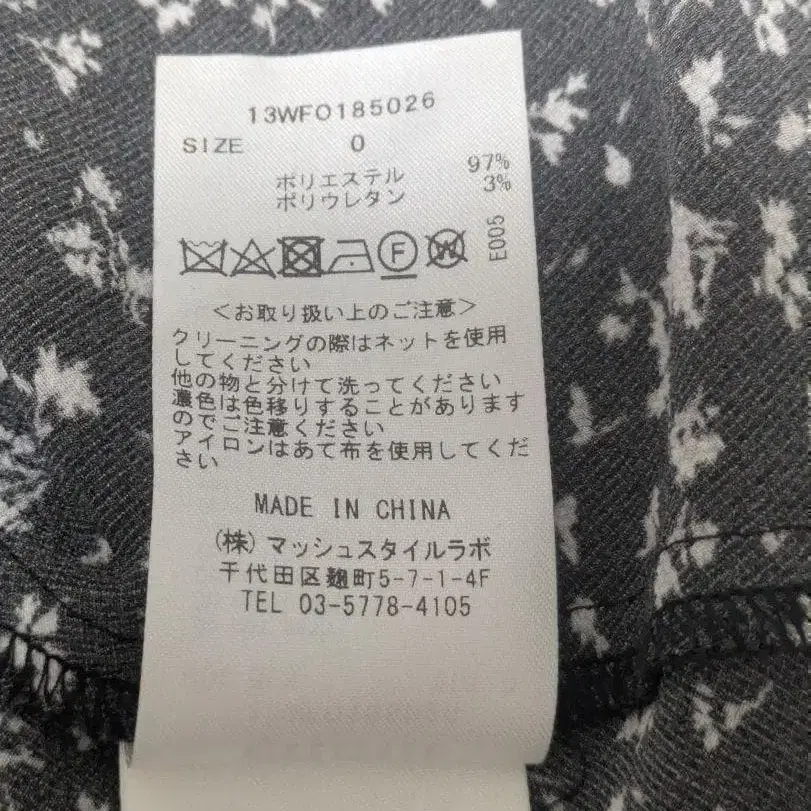 13WFO185026
SIZE 0
ポリエステル 97%
ポリウレタン 3%
F W E005
＜お取り扱い上のご注意＞
クリーニングの際はネットを使用
してください
他の物と分けて洗ってください
濃色は色移りすることがあります
のでご注意ください
アイロンはあて布を使用してくだ
さい
MADE IN CHINA
(株)マッシュスタイルラボ
千代田区麹町5-7-1-4F
TEL 03-5778-4105